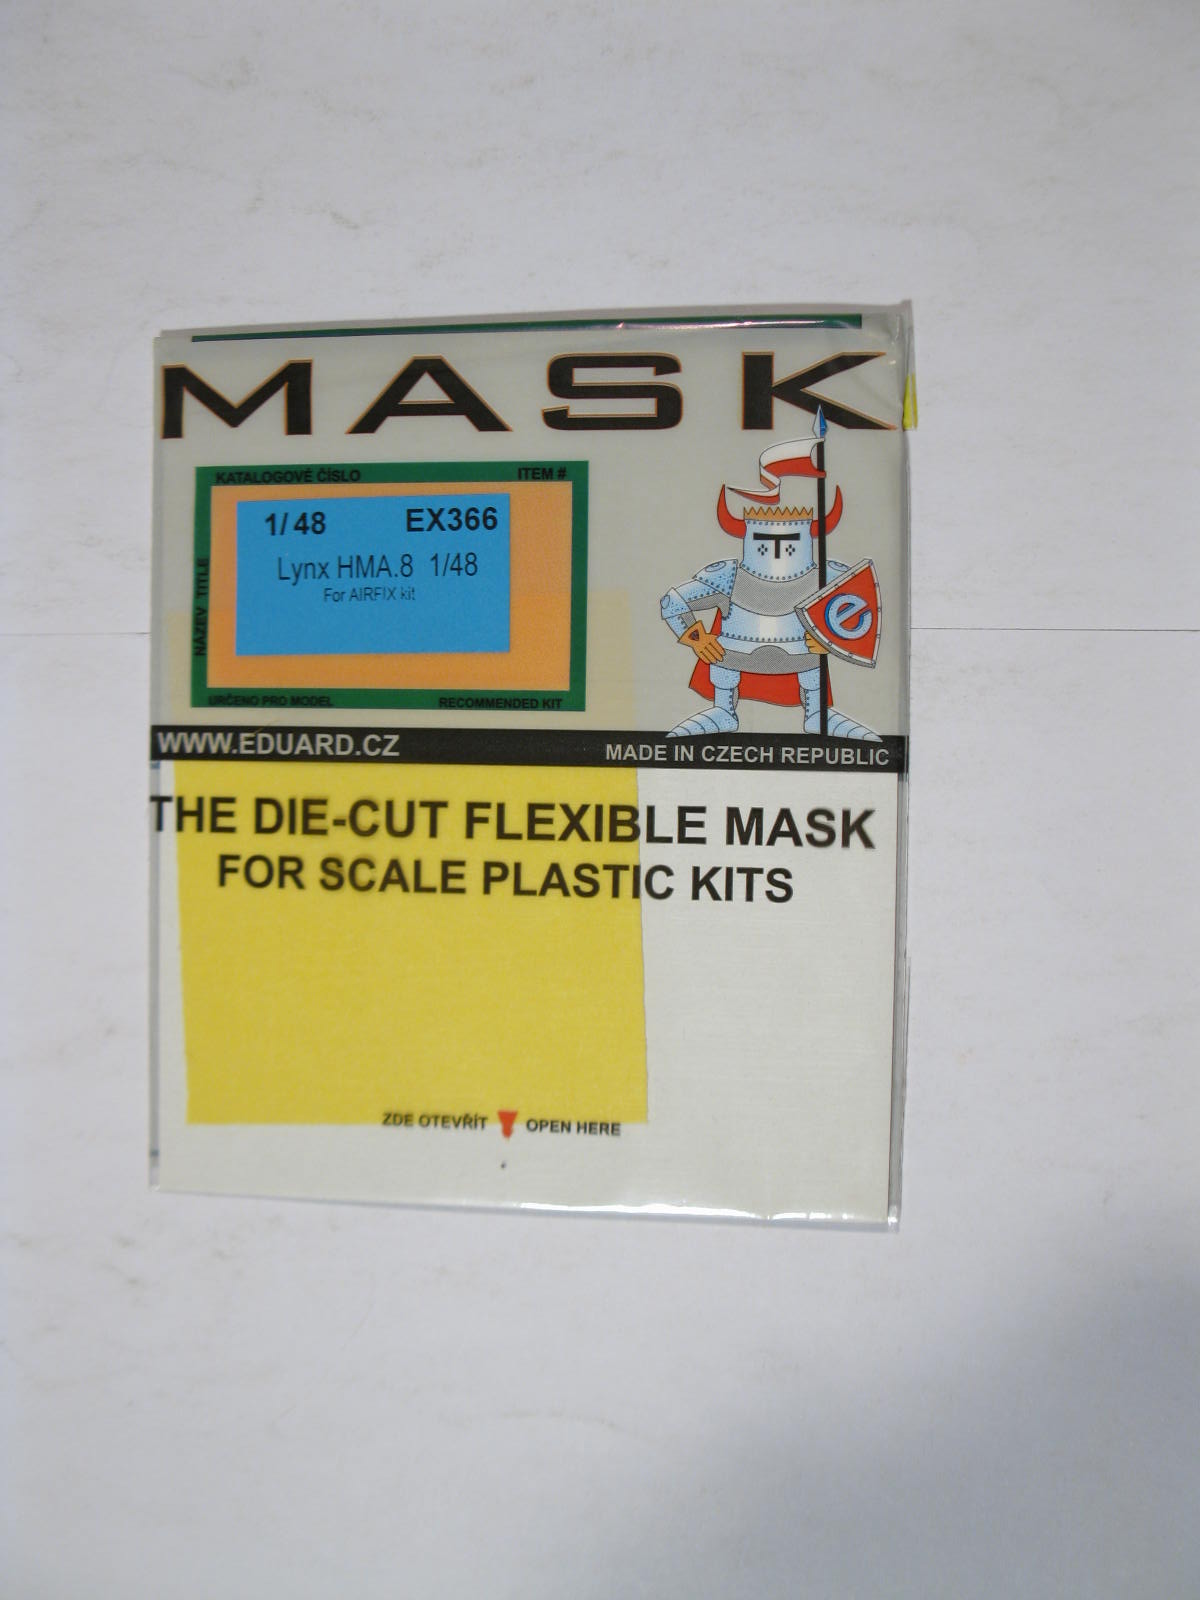 MASK
KATALOGOVÉ ČÍSLO ITEM #
1/48 EX366
Lynx HMA.8 1/48
For AIRFIX kit
NÁZEV TITLE
URČENO PRO MODEL RECOMMENDED KIT
e
WWW.EDUARD.CZ MADE IN CZECH REPUBLIC
THE DIE-CUT FLEXIBLE MASK
FOR SCALE PLASTIC KITS
ZDE OTEVŘÍT OPEN HERE